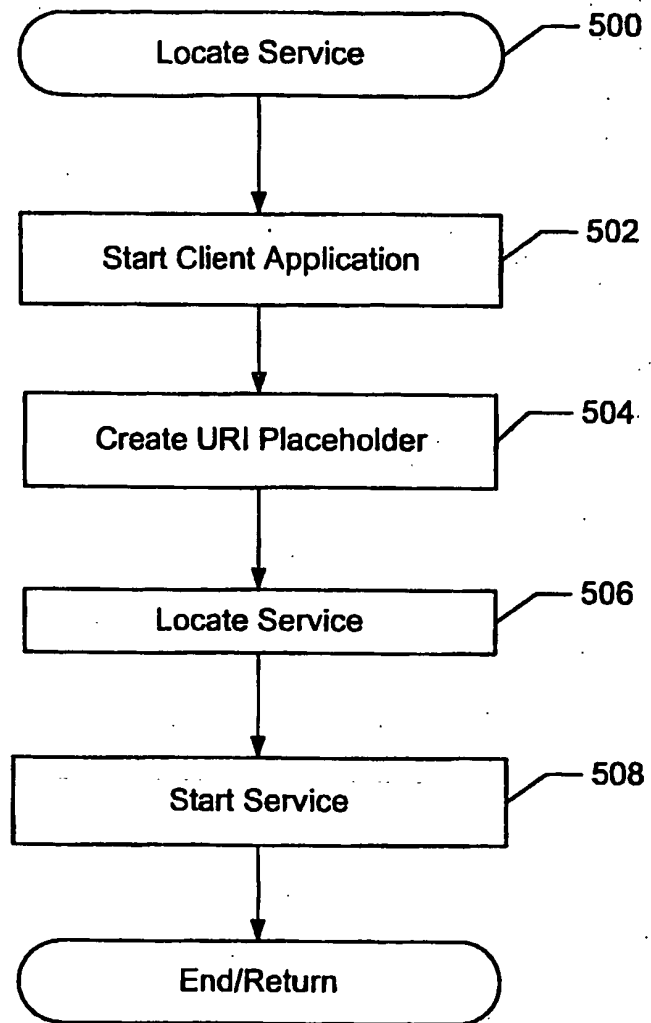 Locate Service
500
Start Client Application
502
Create URI Placeholder
504
Locate Service
506
Start Service
508
End/Return